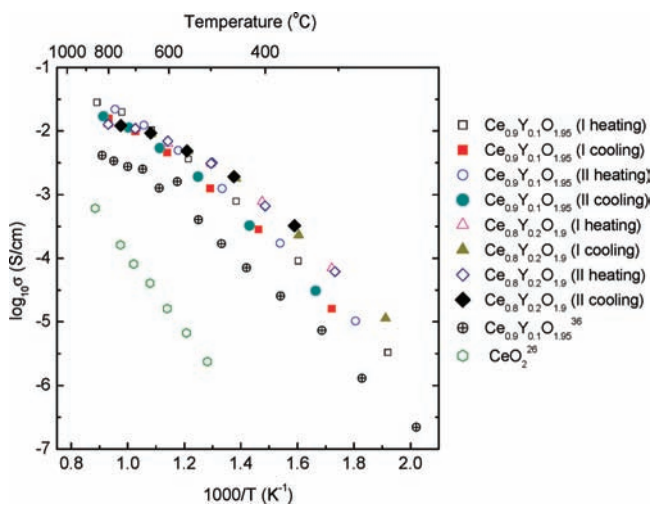 Temperature (°C)
1000 800 600 400
-1
-2
-3
-4
-5
-6
-7
log₁₀σ (S/cm)
0.8 1.0 1.2 1.4 1.6 1.8 2.0
1000/T (K⁻¹)
Ce₀.₉Y₀.₁O₁.₉₅ (I heating)
Ce₀.₉Y₀.₁O₁.₉₅ (I cooling)
Ce₀.₉Y₀.₁O₁.₉₅ (II heating)
Ce₀.₉Y₀.₁O₁.₉₅ (II cooling)
Ce₀.₈Y₀.₂O₁.₉ (I heating)
Ce₀.₈Y₀.₂O₁.₉ (I cooling)
Ce₀.₈Y₀.₂O₁.₉ (II heating)
Ce₀.₈Y₀.₂O₁.₉ (II cooling)
Ce₀.₉Y₀.₁O₁.₉₅³⁶
CeO₂²⁶